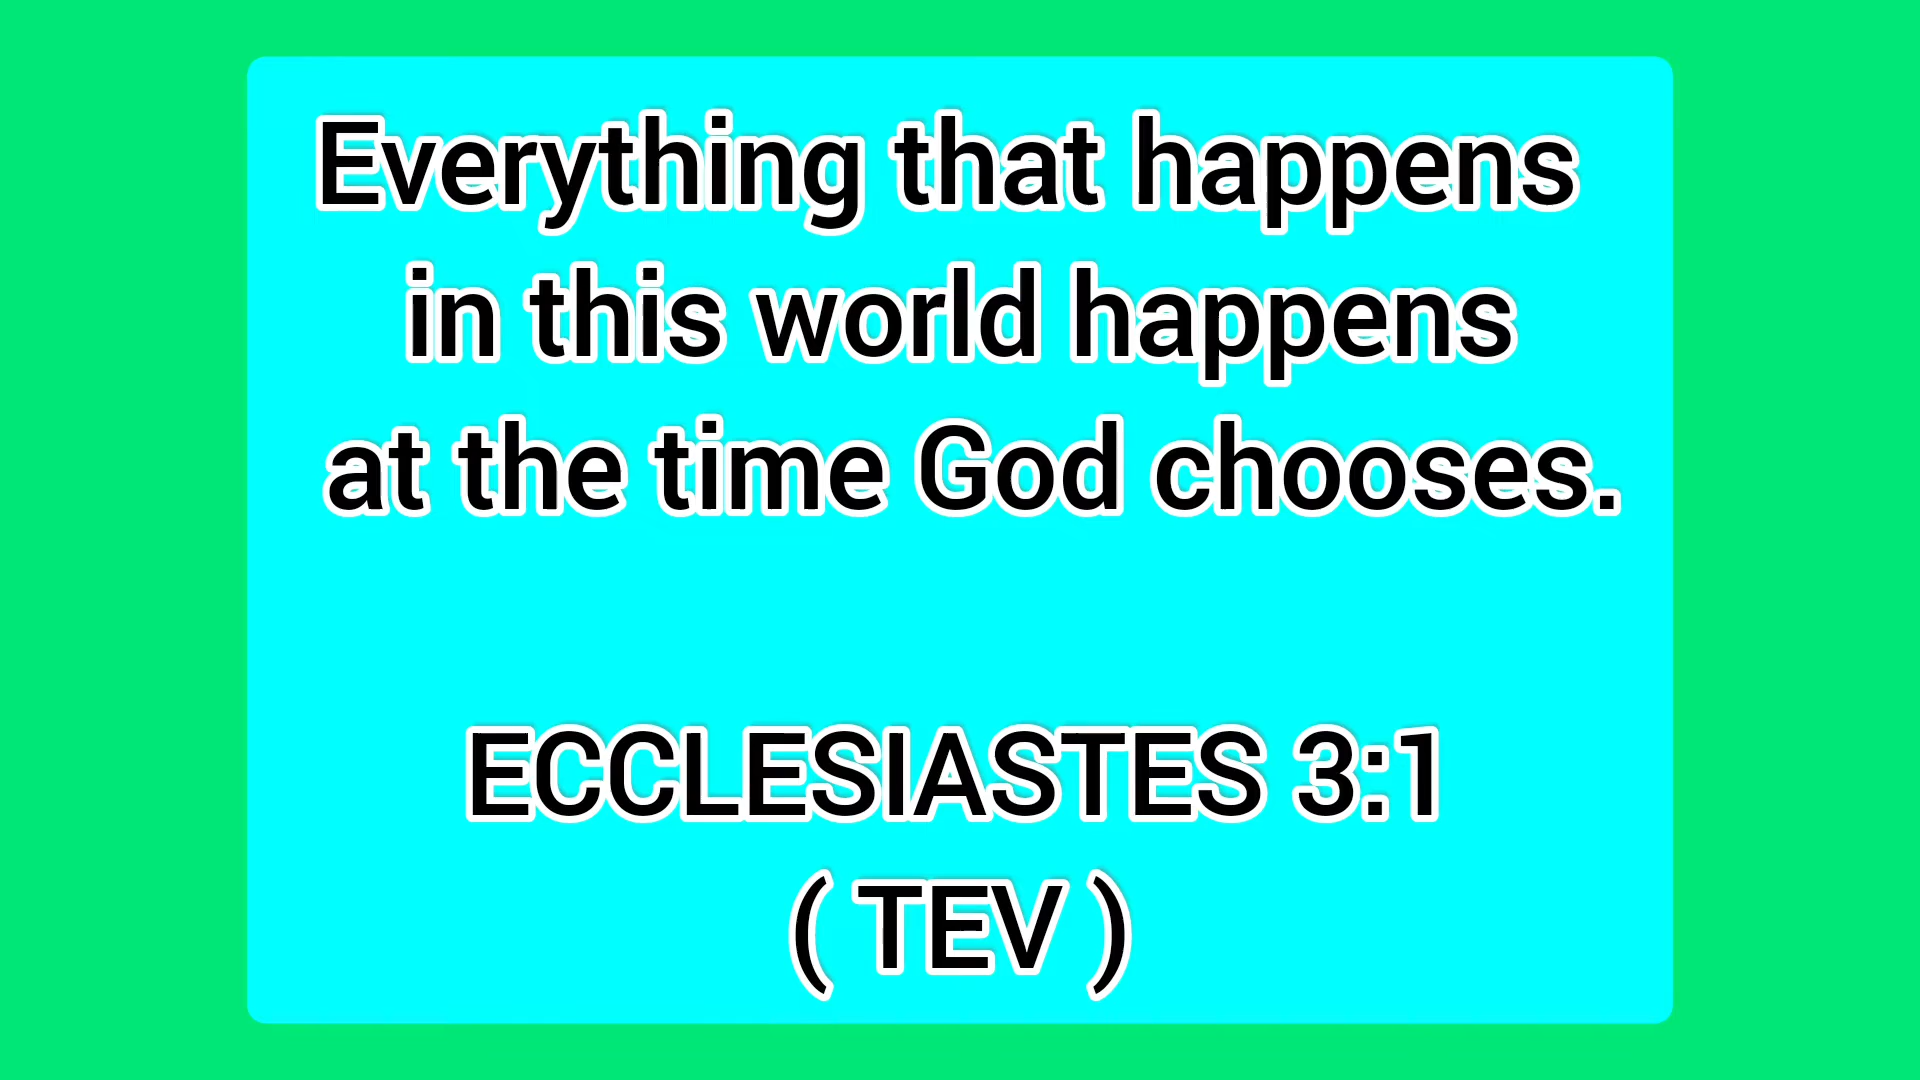 Everything that happens
in this world happens
at the time God chooses.
ECCLESIASTES 3:1
( TEV )